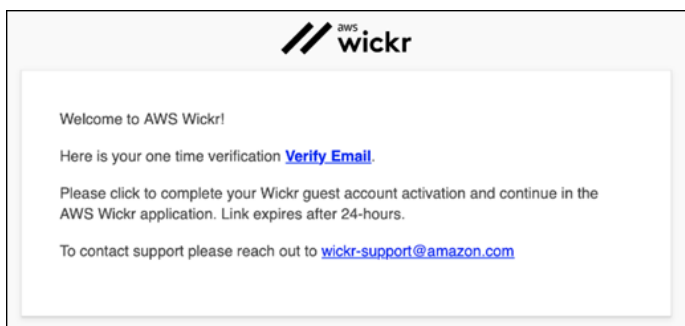 aws
wickr
Welcome to AWS Wickr!
Here is your one time verification Verify Email.
Please click to complete your Wickr guest account activation and continue in the
AWS Wickr application. Link expires after 24-hours.
To contact support please reach out to wickr-support@amazon.com